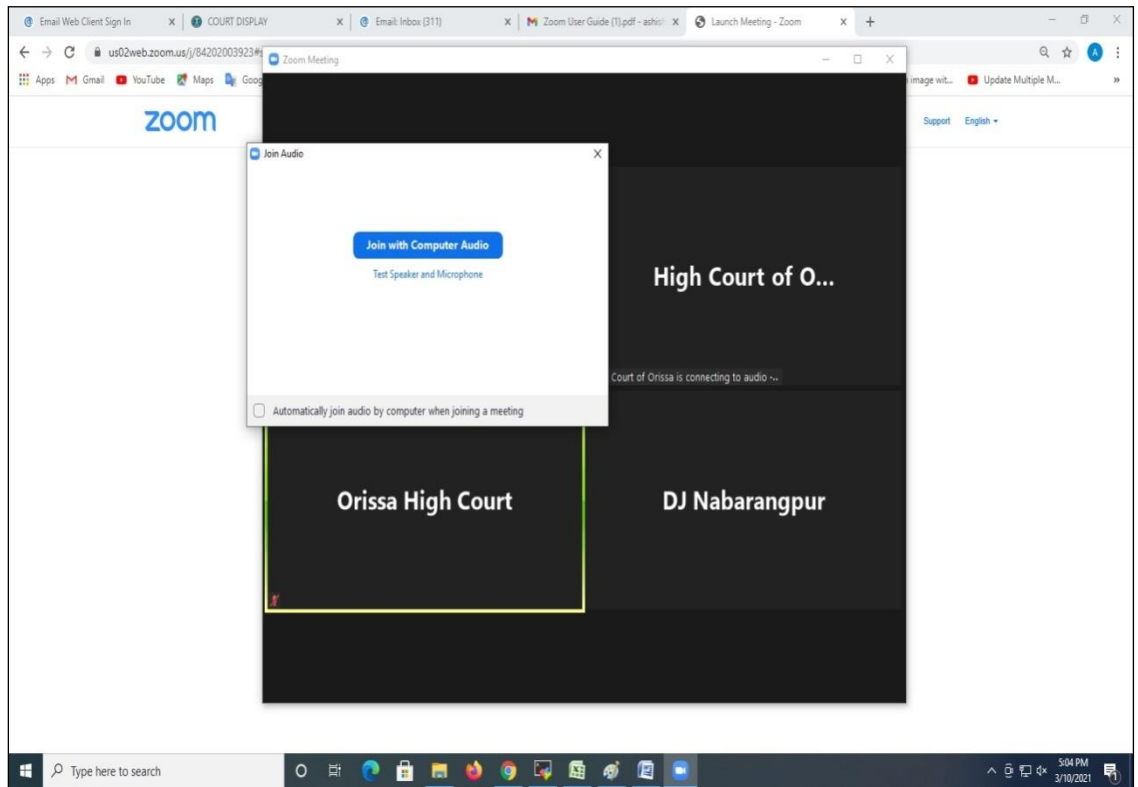 Email Web Client Sign In
COURT DISPLAY
Email: Inbox (311)
Zoom User Guide (1).pdf - ashis
Launch Meeting - Zoom
us02web.zoom.us/j/84202003923#s
A
Apps
Gmail
YouTube
Maps
Goog
image wit...
Update Multiple M...
»
Zoom Meeting
zoom
Support
English
Join Audio
Join with Computer Audio
Test Speaker and Microphone
Automatically join audio by computer when joining a meeting
High Court of O...
Court of Orissa is connecting to audio -...
Orissa High Court
DJ Nabarangpur
Type here to search
5:04 PM
3/10/2021
1